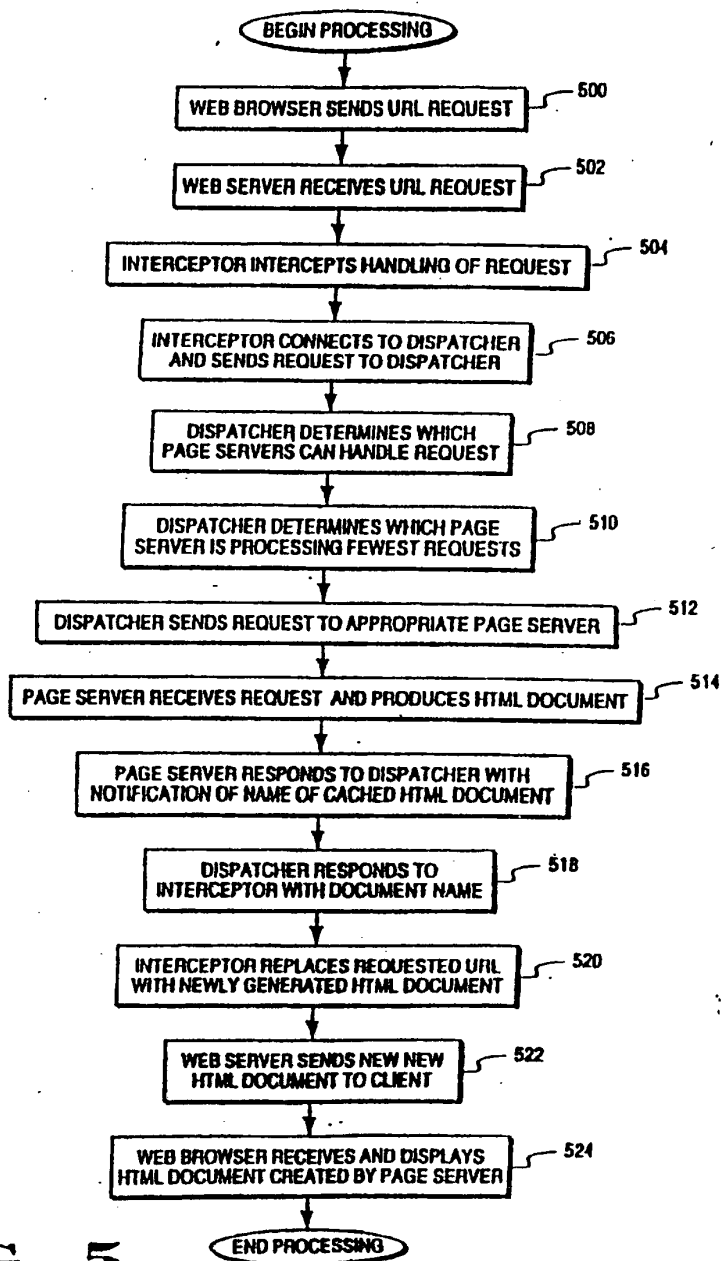 BEGIN PROCESSING
500
WEB BROWSER SENDS URL REQUEST
502
WEB SERVER RECEIVES URL REQUEST
504
INTERCEPTOR INTERCEPTS HANDLING OF REQUEST
506
INTERCEPTOR CONNECTS TO DISPATCHER
AND SENDS REQUEST TO DISPATCHER
508
DISPATCHER DETERMINES WHICH
PAGE SERVERS CAN HANDLE REQUEST
510
DISPATCHER DETERMINES WHICH PAGE
SERVER IS PROCESSING FEWEST REQUESTS
512
DISPATCHER SENDS REQUEST TO APPROPRIATE PAGE SERVER
514
PAGE SERVER RECEIVES REQUEST AND PRODUCES HTML DOCUMENT
516
PAGE SERVER RESPONDS TO DISPATCHER WITH
NOTIFICATION OF NAME OF CACHED HTML DOCUMENT
518
DISPATCHER RESPONDS TO
INTERCEPTOR WITH DOCUMENT NAME
520
INTERCEPTOR REPLACES REQUESTED URL
WITH NEWLY GENERATED HTML DOCUMENT
522
WEB SERVER SENDS NEW NEW
HTML DOCUMENT TO CLIENT
524
WEB BROWSER RECEIVES AND DISPLAYS
HTML DOCUMENT CREATED BY PAGE SERVER
END PROCESSING